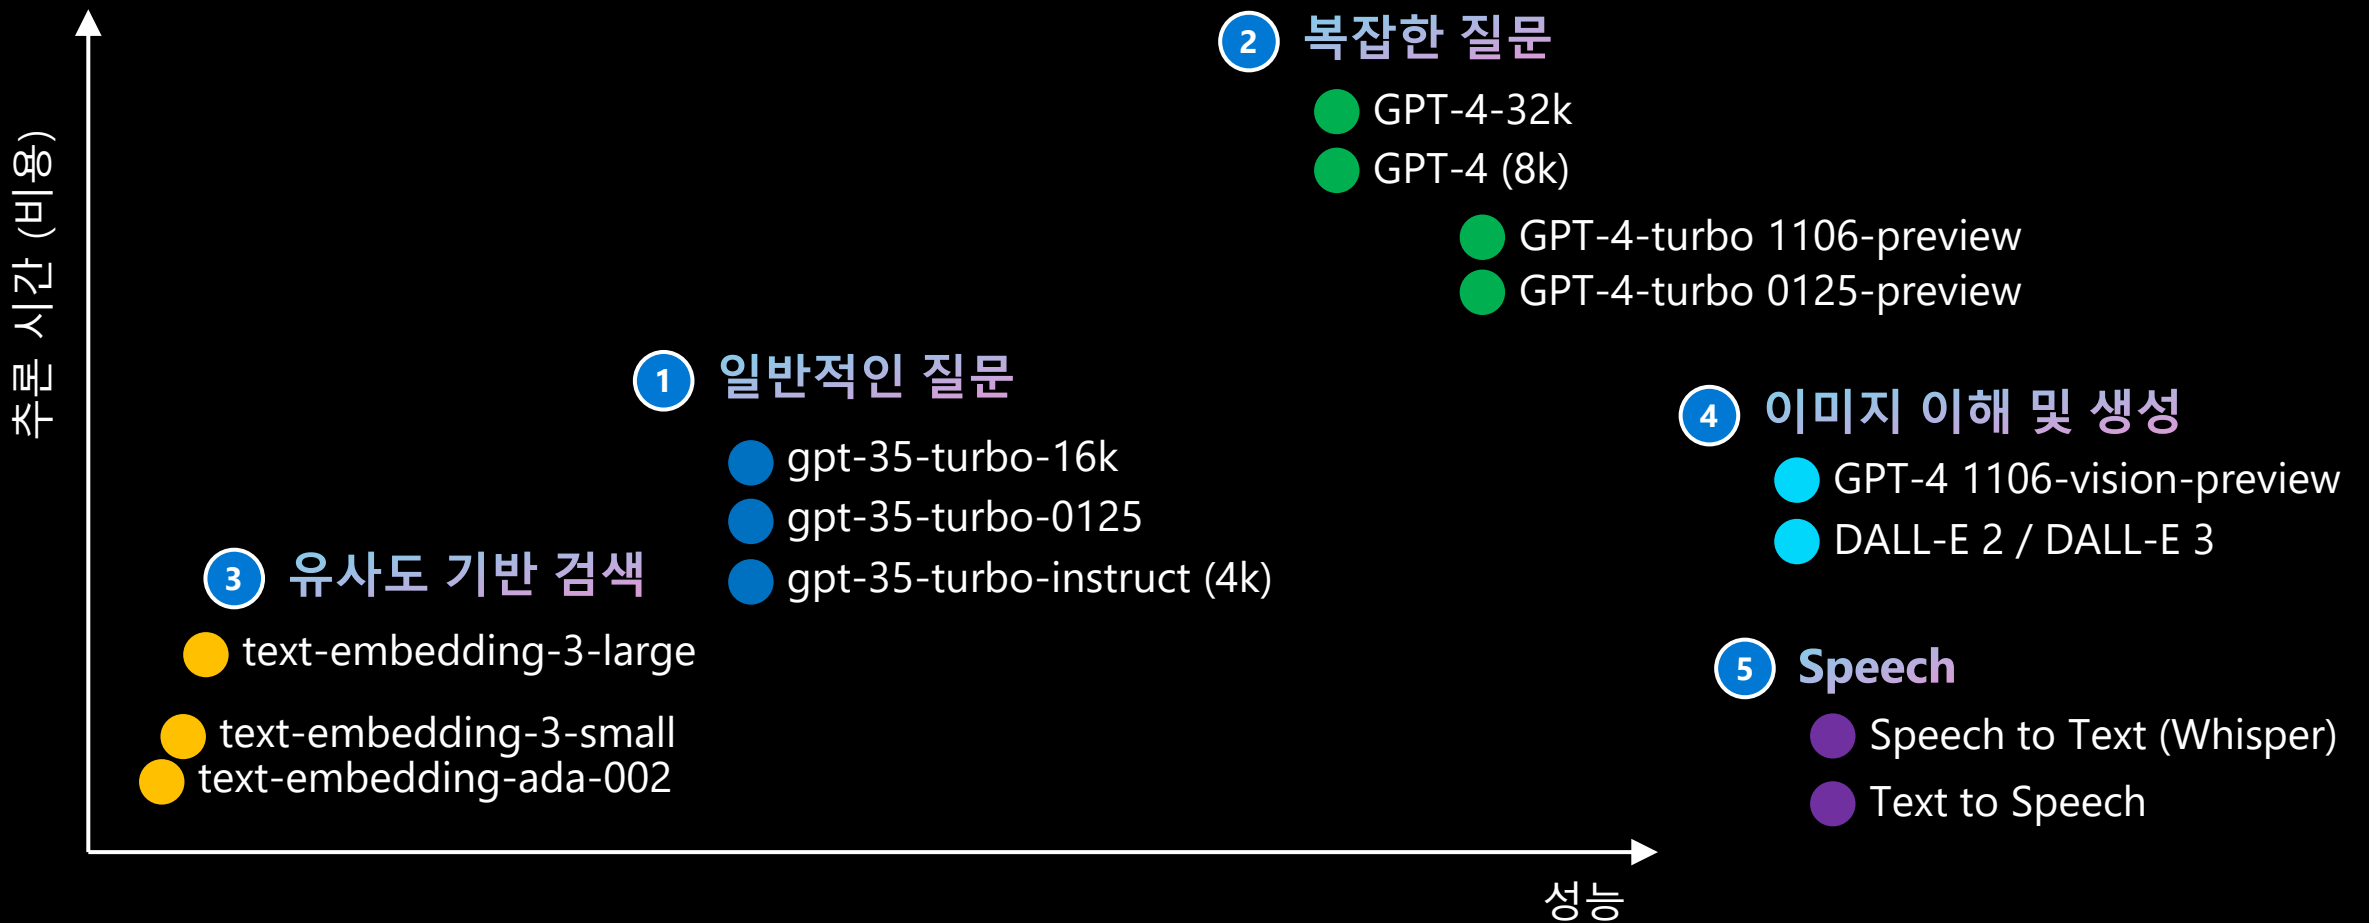 추론 시간 (비용)
2 복잡한 질문
GPT-4-32k
GPT-4 (8k)
GPT-4-turbo 1106-preview
GPT-4-turbo 0125-preview
1 일반적인 질문
gpt-35-turbo-16k
gpt-35-turbo-0125
gpt-35-turbo-instruct (4k)
4 이미지 이해 및 생성
GPT-4 1106-vision-preview
DALL-E 2 / DALL-E 3
3 유사도 기반 검색
text-embedding-3-large
text-embedding-3-small
text-embedding-ada-002
5 Speech
Speech to Text (Whisper)
Text to Speech
성능